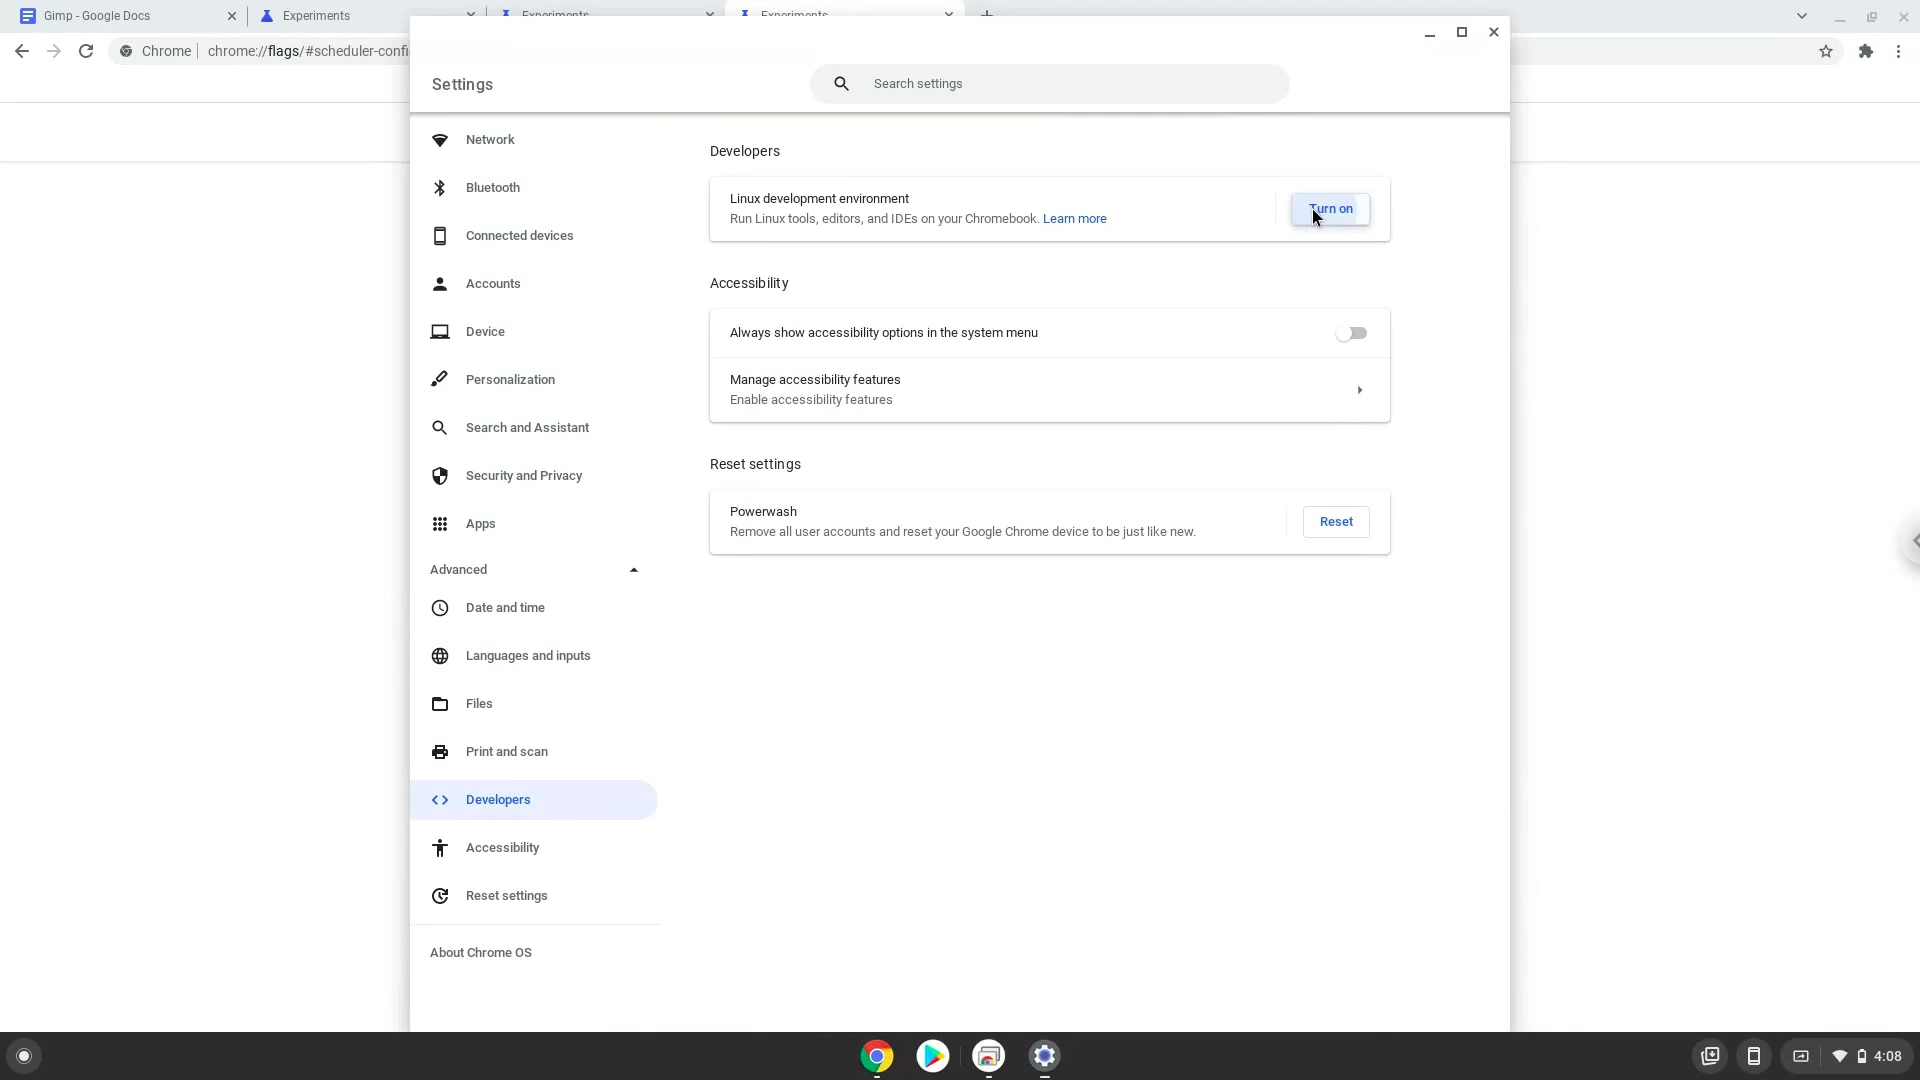 Gimp - Google Docs
Experiments
Experiments
Experiments
Chrome
chrome://flags/#scheduler-confi
Settings
Search settings
Network
Bluetooth
Connected devices
Accounts
Device
Personalization
Search and Assistant
Security and Privacy
Apps
Advanced
Date and time
Languages and inputs
Files
Print and scan
Developers
Accessibility
Reset settings
About Chrome OS
Developers
Linux development environment
Run Linux tools, editors, and IDEs on your Chromebook. Learn more
Turn on
Accessibility
Always show accessibility options in the system menu
Manage accessibility features
Enable accessibility features
Reset settings
Powerwash
Remove all user accounts and reset your Google Chrome device to be just like new.
Reset
4:08